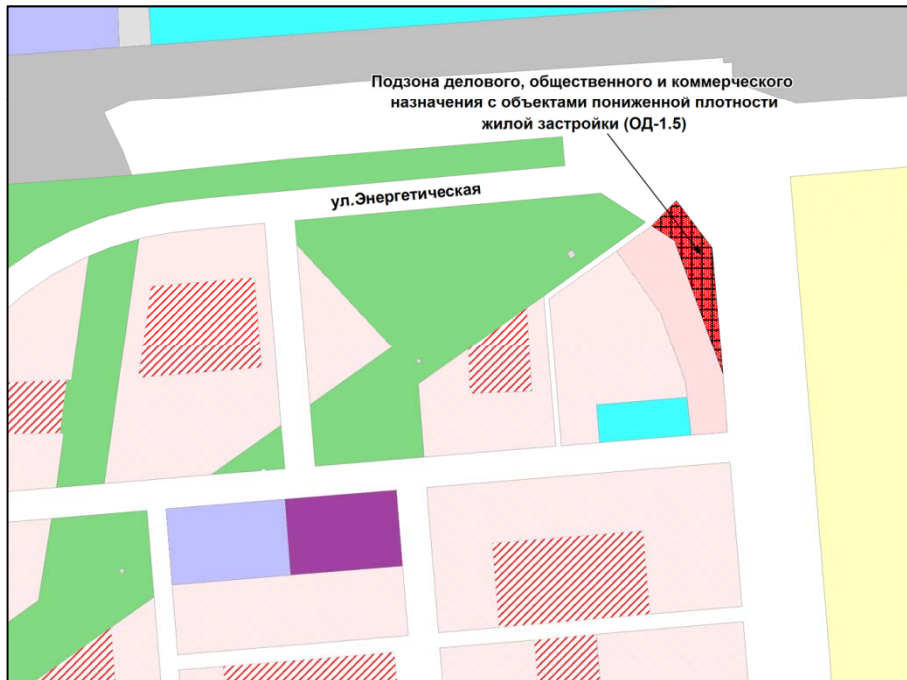 Подзона делового, общественного и коммерческого
назначения с объектами пониженной плотности
жилой застройки (ОД-1.5)
ул.Энергетическая